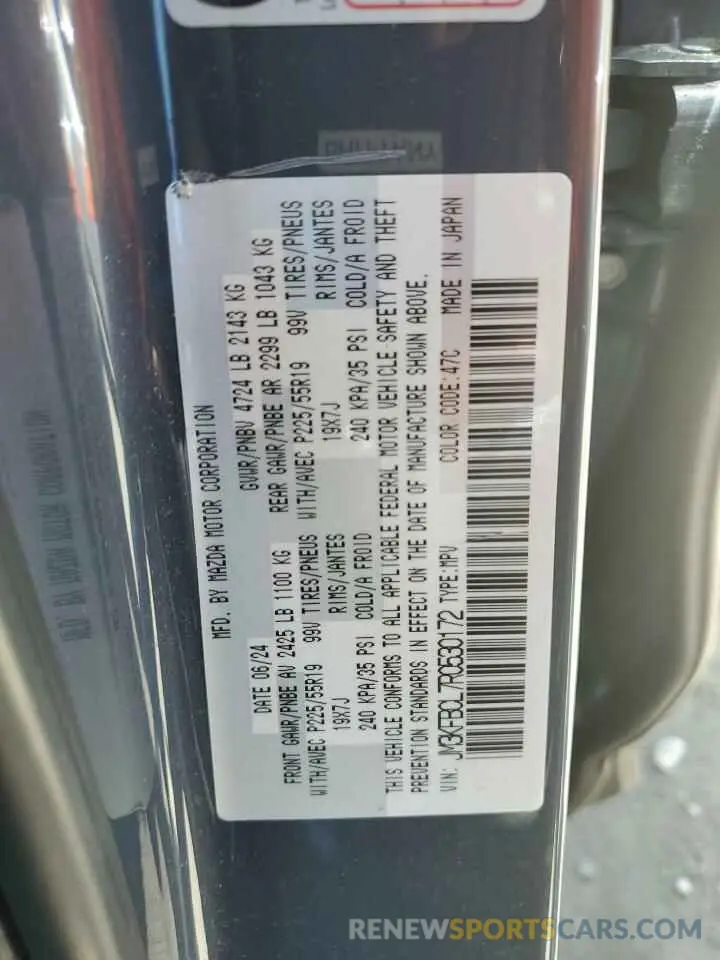 MFD. BY MAZDA MOTOR CORPORATION
DATE 06/24 GVWR/PNBV 4724 LB 2143 KG
FRONT GAWR/PNBE AV 2425 LB 1100 KG REAR GAWR/PNBE AR 2299 LB 1043 KG
WITH/AVEC P225/55R19 99V TIRES/PNEUS WITH/AVEC P225/55R19 99V TIRES/PNEUS
19X7J RIMS/JANTES 19X7J RIMS/JANTES
240 KPA/35 PSI COLD/A FROID 240 KPA/35 PSI COLD/A FROID
THIS VEHICLE CONFORMS TO ALL APPLICABLE FEDERAL MOTOR VEHICLE SAFETY AND THEFT
PREVENTION STANDARDS IN EFFECT ON THE DATE OF MANUFACTURE SHOWN ABOVE.
VIN: JM3KFBCL7R0530172 TYPE:MPV COLOR CODE:47C MADE IN JAPAN
RENEWSPORTSCARS.COM